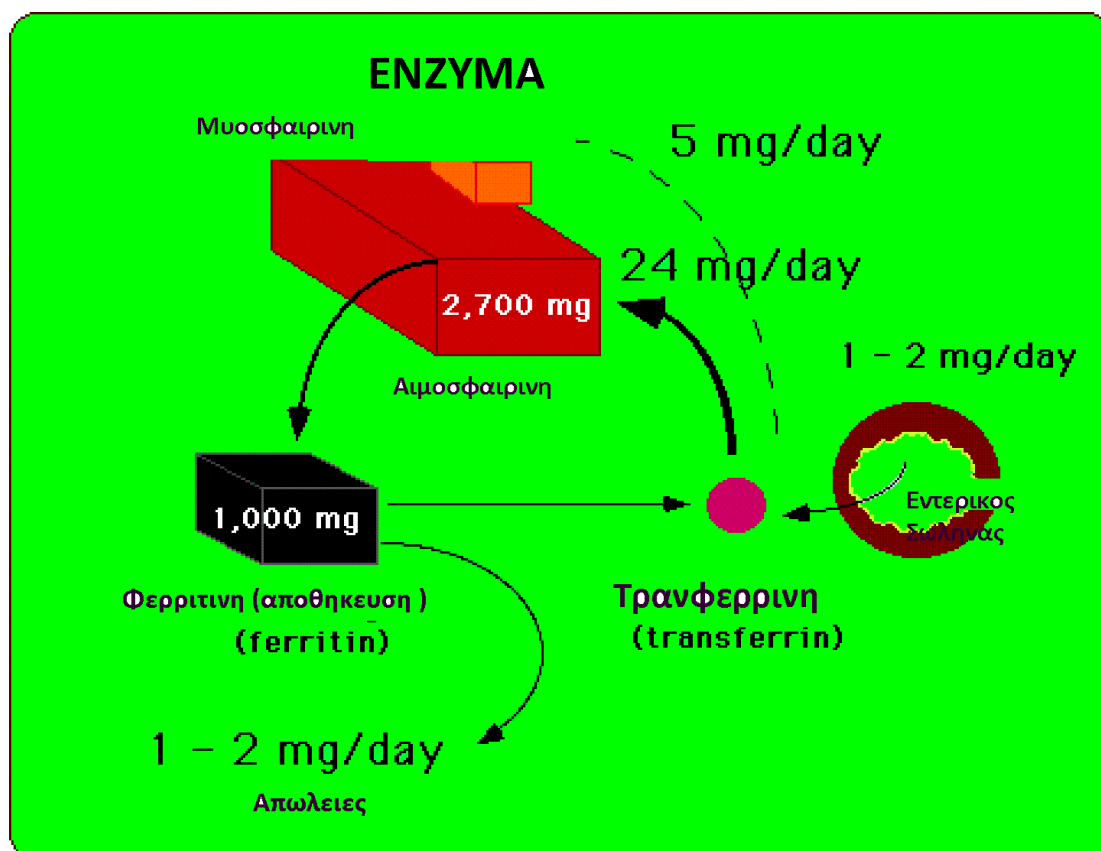 ΕΝΖΥΜΑ
Μυοσφαιρινη
5 mg/day
24 mg/day
2,700 mg
1 - 2 mg/day
Αιμοσφαιρινη
1,000 mg
Εντερικος
Σωληνας
Φερριτινη (αποθηκευση )
(ferritin)
Τρανφερρινη
(transferrin)
1 - 2 mg/day
Απωλειες